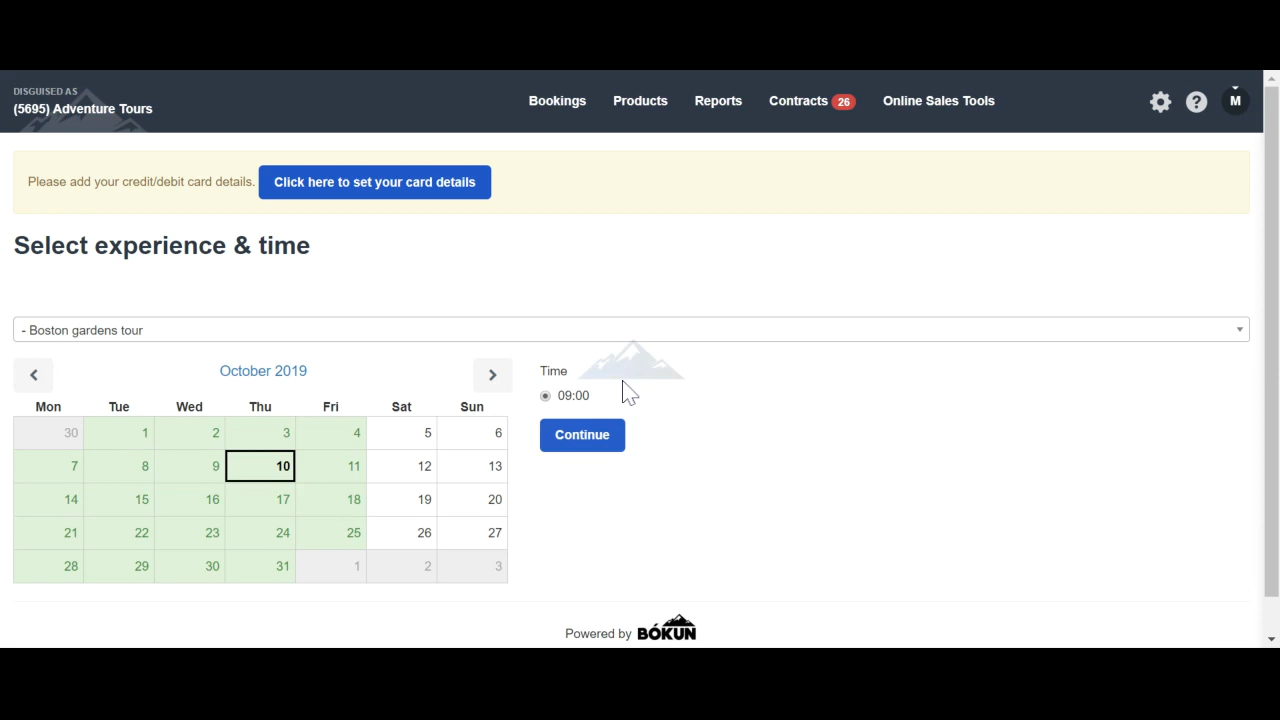 DISGUISED AS
(5695) Adventure Tours
Bookings Products Reports Contracts 26 Online Sales Tools ? M
Please add your credit/debit card details. Click here to set your card details
Select experience & time
- Boston gardens tour
October 2019
Mon Tue Wed Thu Fri Sat Sun
30 1 2 3 4 5 6
7 8 9 10 11 12 13
14 15 16 17 18 19 20
21 22 23 24 25 26 27
28 29 30 31 1 2 3
Time
09:00
Continue
Powered by BÓKUN